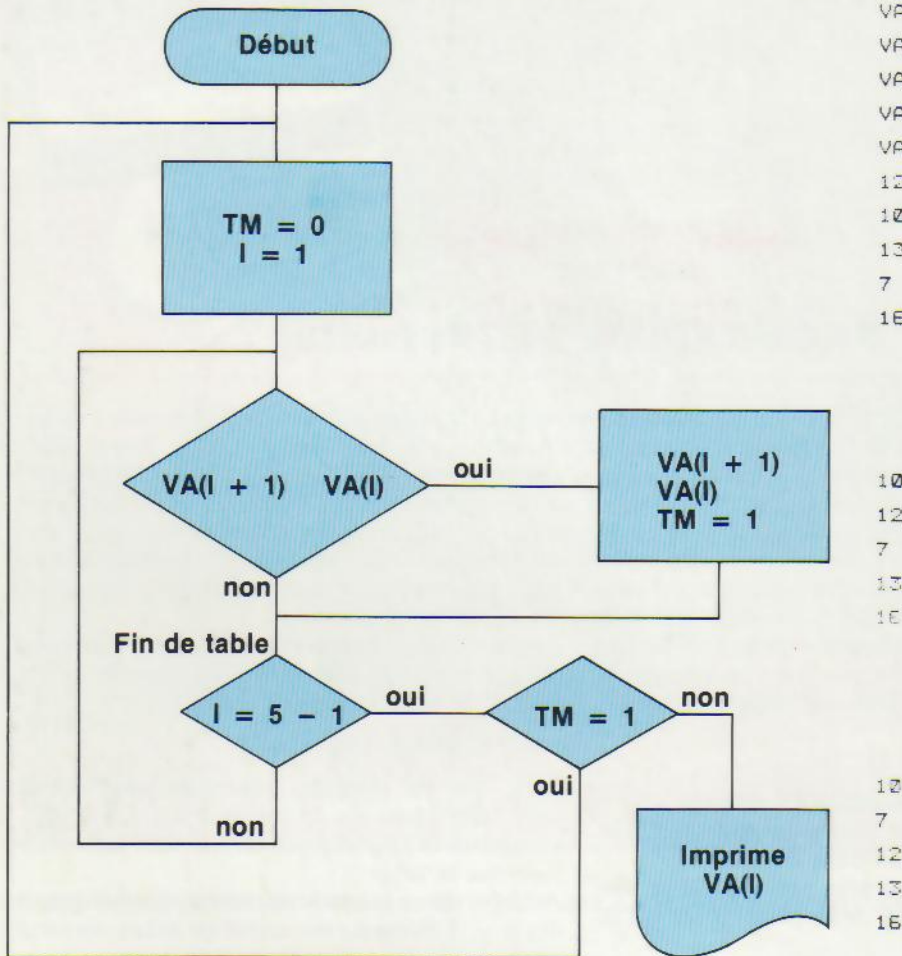 Début
TM = 0
I = 1
VA(I + 1) VA(I)
oui
VA(I + 1)
VA(I)
TM = 1
non
Fin de table
I = 5 – 1
oui
TM = 1
non
oui
non
Imprime
VA(I)
VA
VA
VA
VA
VA
12
10
13
7
16
10
12
7
13
16
10
7
12
13
16